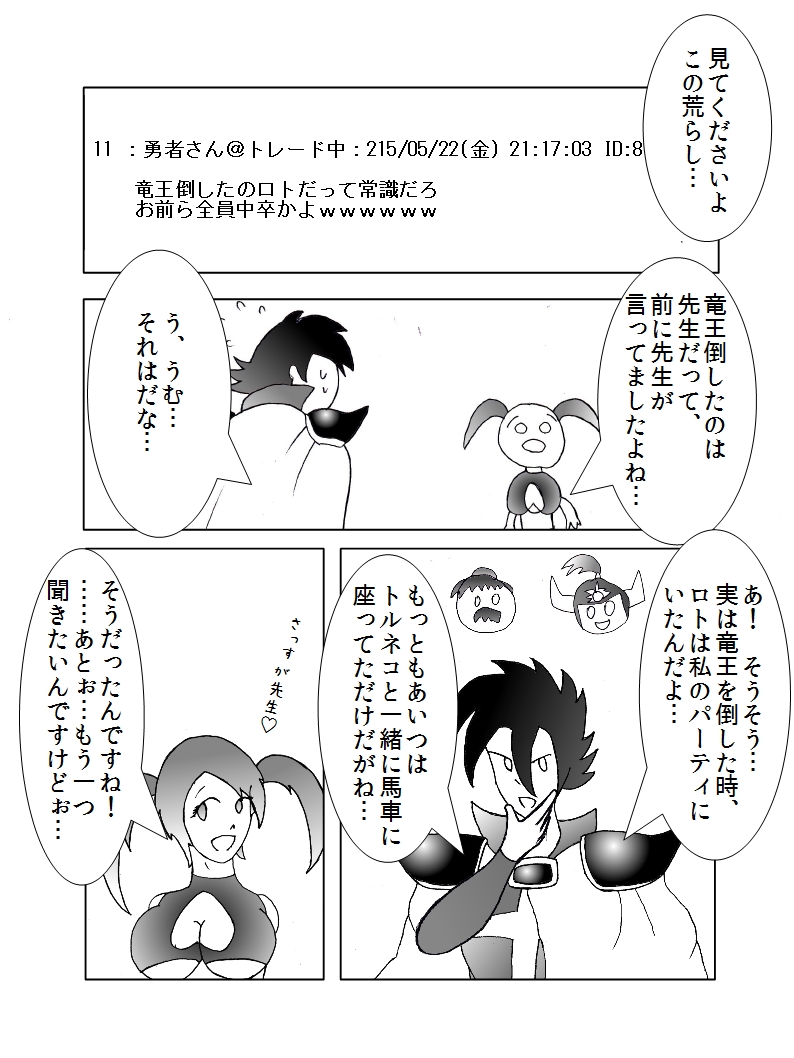 見てくださいよ
この荒らし…
11 ：勇者さん＠トレード中：215/05/22(金) 21:17:03 ID:8
竜王倒したのロトだって常識だろ
お前ら全員中卒かよｗｗｗｗｗｗ
竜王倒したのは
先生だって、
前に先生が
言ってましたよね…
う、うむ…
それはだな…
あ！　そうそう…
実は竜王を倒した時、
ロトは私のパーティに
いたんだよ…
もっともあいつは
トルネコと一緒に馬車に
座ってただけだがね…
さっすが先生♡
そうだったんですね！
……あとぉ…もう一つ
聞きたいんですけどぉ…